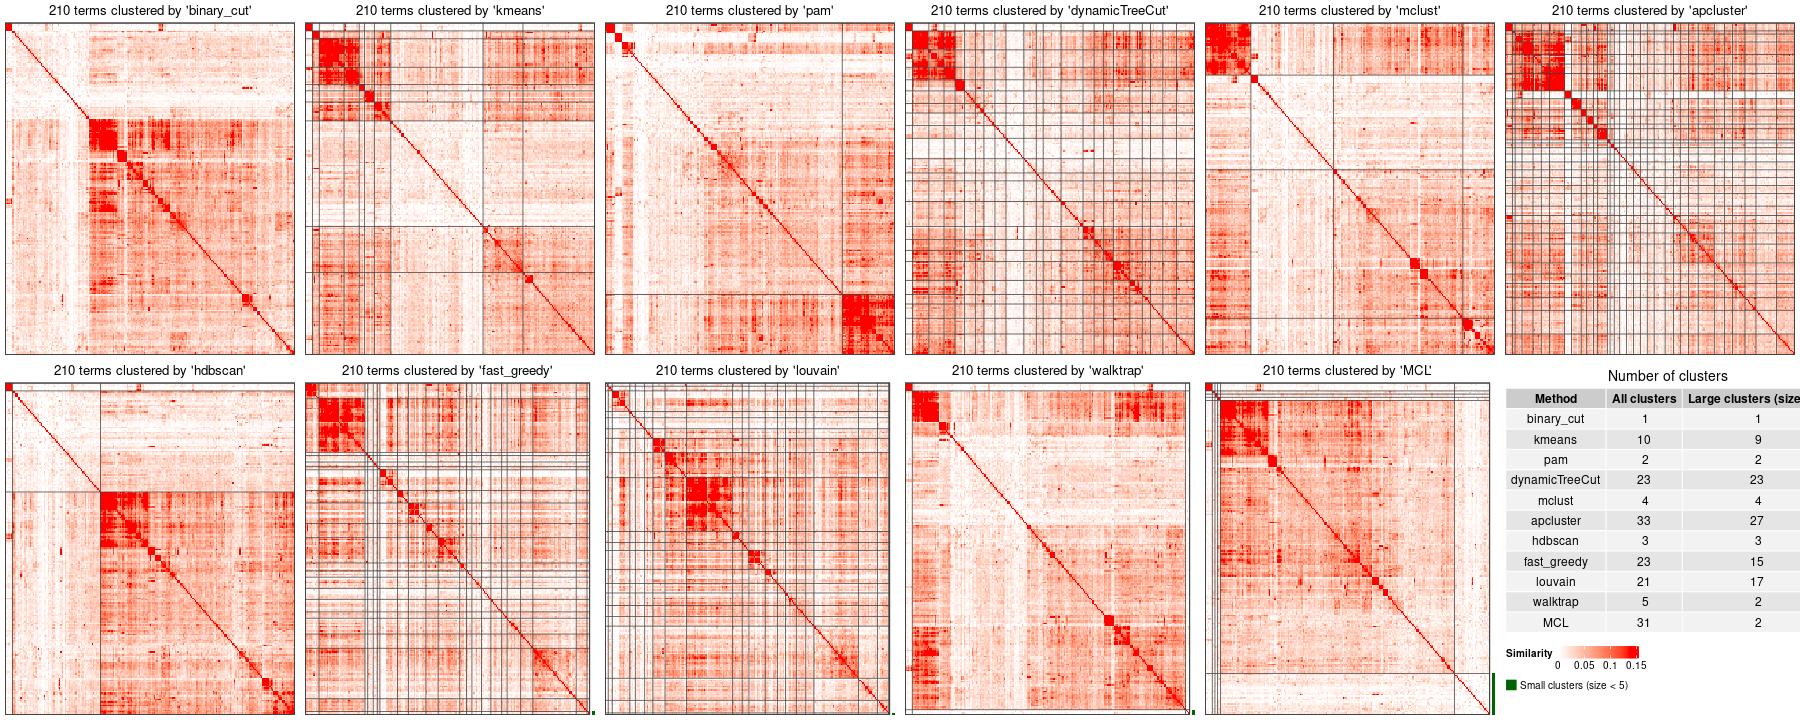 210 terms clustered by 'binary_cut'
210 terms clustered by 'kmeans'
210 terms clustered by 'pam'
210 terms clustered by 'dynamicTreeCut'
210 terms clustered by 'mclust'
210 terms clustered by 'apcluster'
210 terms clustered by 'hdbscan'
210 terms clustered by 'fast_greedy'
210 terms clustered by 'louvain'
210 terms clustered by 'walktrap'
210 terms clustered by 'MCL'
Number of clusters
Method All clusters Large clusters (size
binary_cut 1 1
kmeans 10 9
pam 2 2
dynamicTreeCut 23 23
mclust 4 4
apcluster 33 27
hdbscan 3 3
fast_greedy 23 15
louvain 21 17
walktrap 5 2
MCL 31 2
Similarity
0 0.05 0.1 0.15
Small clusters (size < 5)